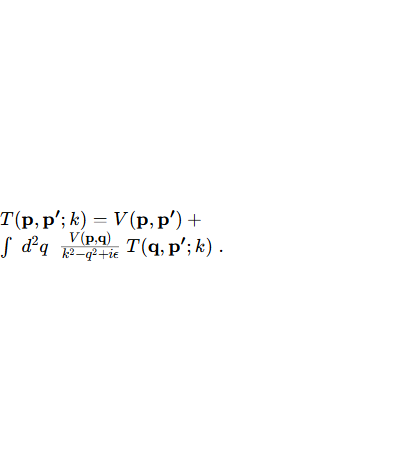 T(𝐩, 𝐩′; k) = V(𝐩, 𝐩′) +
∫ d²q V(𝐩,𝐪)/(k²−q²+iϵ) T(𝐪, 𝐩′; k) .